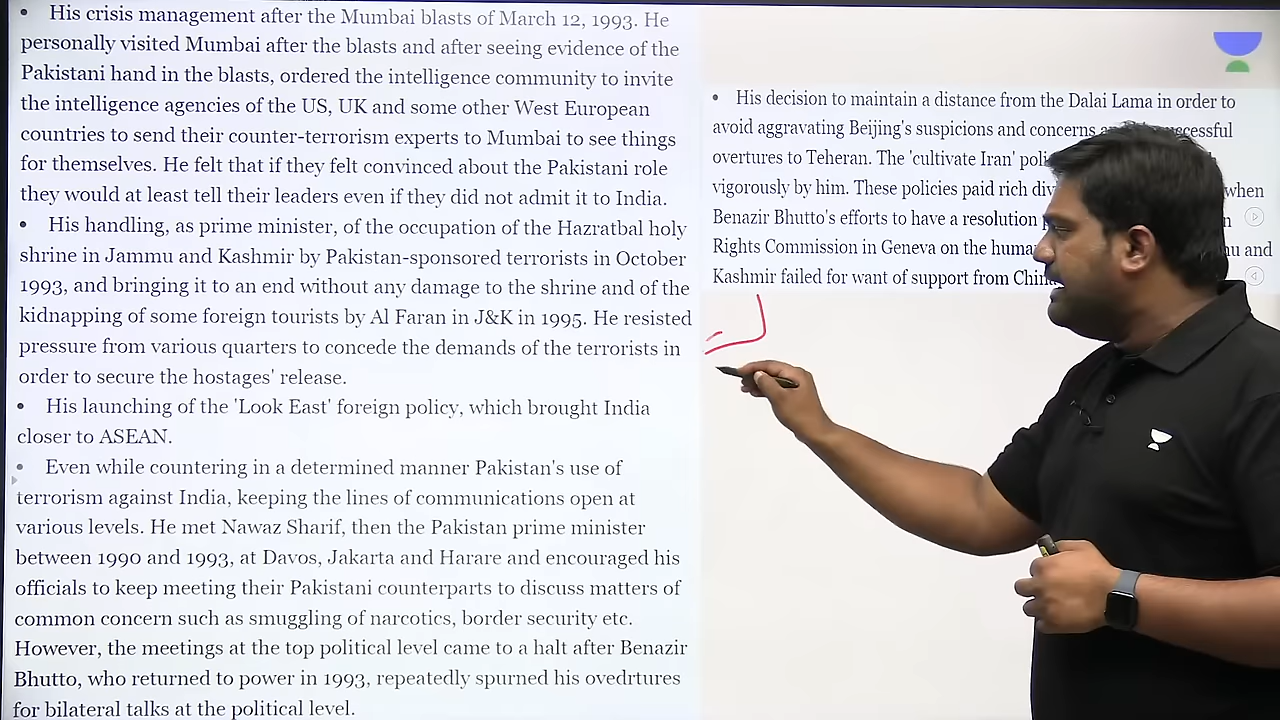 • His crisis management after the Mumbai blasts of March 12, 1993. He
personally visited Mumbai after the blasts and after seeing evidence of the
Pakistani hand in the blasts, ordered the intelligence community to invite
the intelligence agencies of the US, UK and some other West European
countries to send their counter-terrorism experts to Mumbai to see things
for themselves. He felt that if they felt convinced about the Pakistani role
they would at least tell their leaders even if they did not admit it to India.
• His handling, as prime minister, of the occupation of the Hazratbal holy
shrine in Jammu and Kashmir by Pakistan-sponsored terrorists in October
1993, and bringing it to an end without any damage to the shrine and of the
kidnapping of some foreign tourists by Al Faran in J&K in 1995. He resisted
pressure from various quarters to concede the demands of the terrorists in
order to secure the hostages' release.
• His launching of the 'Look East' foreign policy, which brought India
closer to ASEAN.
• Even while countering in a determined manner Pakistan's use of
terrorism against India, keeping the lines of communications open at
various levels. He met Nawaz Sharif, then the Pakistan prime minister
between 1990 and 1993, at Davos, Jakarta and Harare and encouraged his
officials to keep meeting their Pakistani counterparts to discuss matters of
common concern such as smuggling of narcotics, border security etc.
However, the meetings at the top political level came to a halt after Benazir
Bhutto, who returned to power in 1993, repeatedly spurned his ovedrtures
for bilateral talks at the political level.
• His decision to maintain a distance from the Dalai Lama in order to
avoid aggravating Beijing's suspicions and concerns
overtures to Teheran. The 'cultivate Iran'
vigorously by him. These policies paid rich when
Benazir Bhutto's efforts to have a resolution
Rights Commission in Geneva on the and
Kashmir failed for want of support from